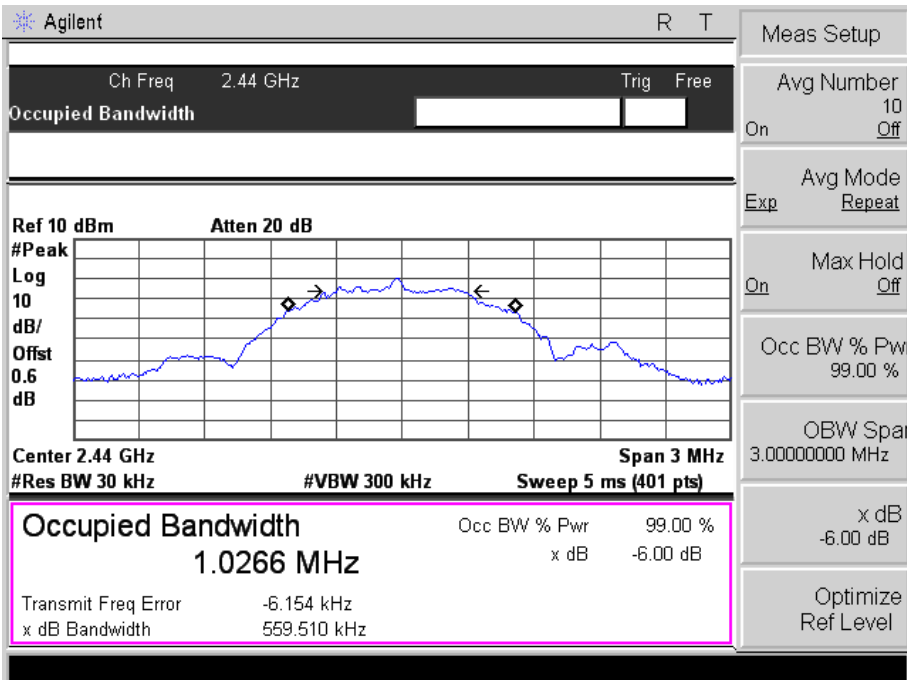 Agilent R T
Ch Freq 2.44 GHz Trig Free
Occupied Bandwidth
Ref 10 dBm Atten 20 dB
#Peak
Log
10
dB/
Offst
0.6
dB
Center 2.44 GHz Span 3 MHz
#Res BW 30 kHz #VBW 300 kHz Sweep 5 ms (401 pts)
Occupied Bandwidth
1.0266 MHz
Occ BW % Pwr 99.00 %
x dB -6.00 dB
Transmit Freq Error -6.154 kHz
x dB Bandwidth 559.510 kHz
Meas Setup
Avg Number
10
On Off
Avg Mode
Exp Repeat
Max Hold
On Off
Occ BW % Pw
99.00 %
OBW Spa
3.00000000 MHz
x dB
-6.00 dB
Optimize
Ref Level